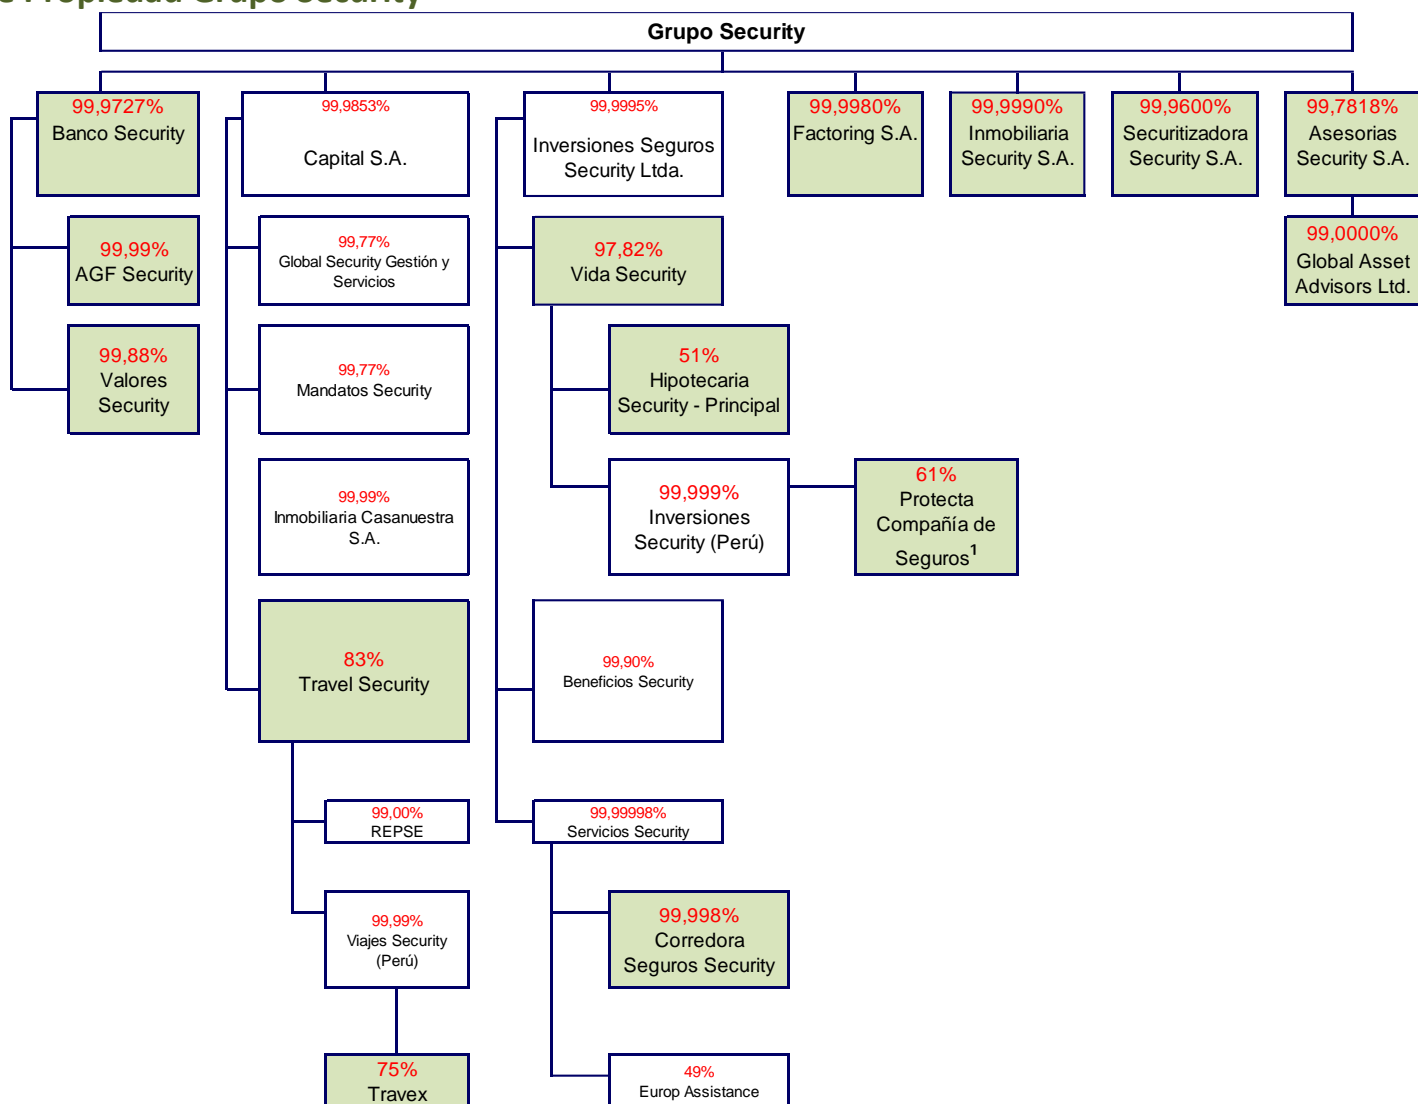 Propiedad Grupo Security
Grupo Security
99,9727%
Banco Security
99,9853%
Capital S.A.
99,9995%
Inversiones Seguros
Security Ltda.
99,9980%
Factoring S.A.
99,9990%
Inmobiliaria
Security S.A.
99,9600%
Securitizadora
Security S.A.
99,7818%
Asesorias
Security S.A.
99,99%
AGF Security
99,77%
Global Security Gestión y
Servicios
97,82%
Vida Security
99,0000%
Global Asset
Advisors Ltd.
99,88%
Valores
Security
99,77%
Mandatos Security
51%
Hipotecaria
Security - Principal
99,99%
Inmobiliaria Casanuestra
S.A.
99,999%
Inversiones
Security (Perú)
61%
Protecta
Compañía de
Seguros1
83%
Travel Security
99,90%
Beneficios Security
99,00%
REPSE
99,99998%
Servicios Security
99,99%
Viajes Security
(Perú)
99,998%
Corredora
Seguros Security
75%
Travex
49%
Europ Assistance